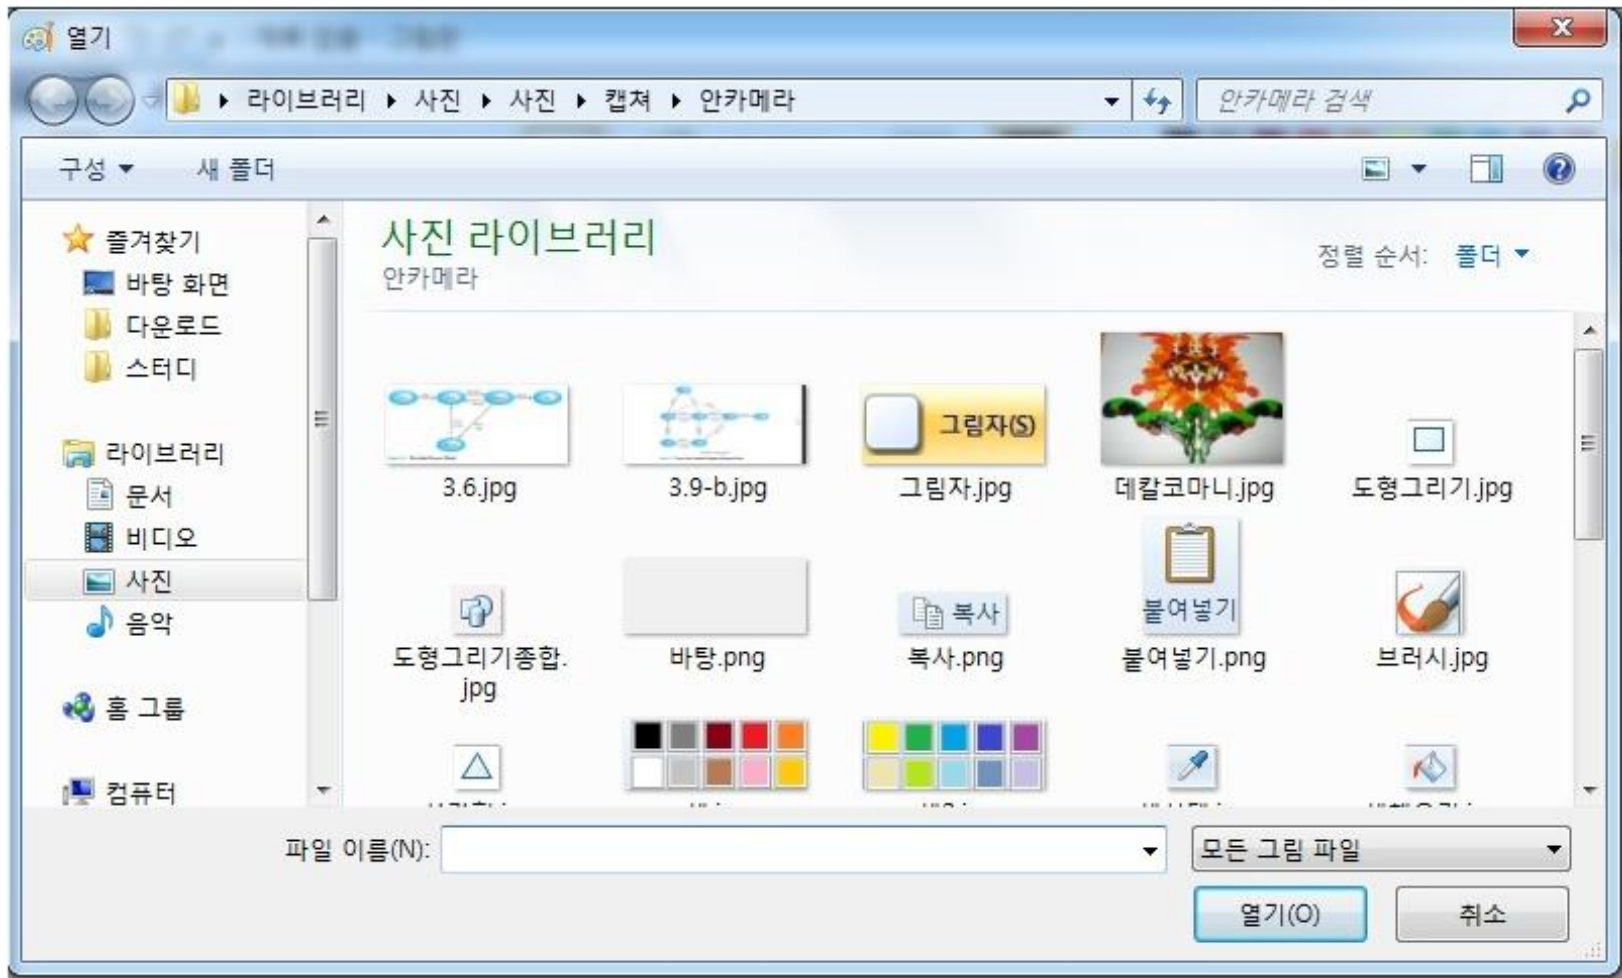 열기
라이브러리 ▸ 사진 ▸ 사진 ▸ 캡쳐 ▸ 안카메라
안카메라 검색
구성
새 폴더
즐겨찾기
바탕 화면
다운로드
스터디
라이브러리
문서
비디오
사진
음악
홈 그룹
컴퓨터
사진 라이브러리
안카메라
정렬 순서: 폴더
그림자(S)
3.6.jpg
3.9-b.jpg
그림자.jpg
데칼코마니.jpg
도형그리기.jpg
복사
붙여넣기
도형그리기종합.
jpg
바탕.png
복사.png
붙여넣기.png
브러시.jpg
파일 이름(N):
모든 그림 파일
열기(O)
취소